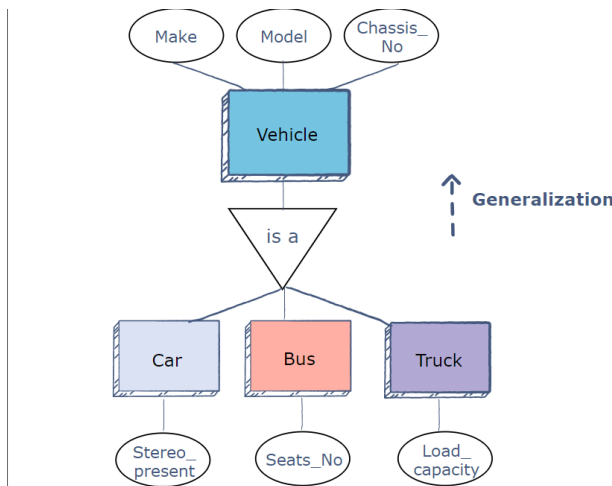 Make
Model
Chassis_
No
Vehicle
Generalization
is a
Car
Bus
Truck
Stereo_
present
Seats_No
Load_
capacity